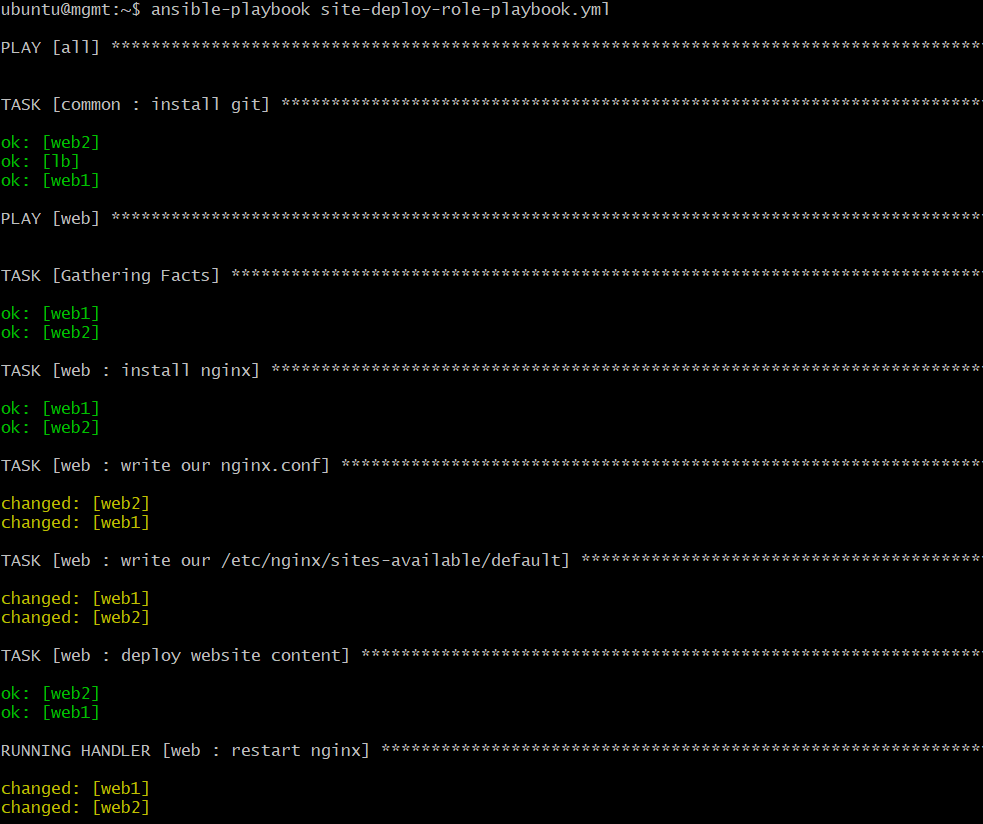 ubuntu@mgmt:~$ ansible-playbook site-deploy-role-playbook.yml
PLAY [all] ***************************************************************************************
TASK [common : install git] **********************************************************************
ok: [web2]
ok: [lb]
ok: [web1]
PLAY [web] ***************************************************************************************
TASK [Gathering Facts] ***************************************************************************
ok: [web1]
ok: [web2]
TASK [web : install nginx] ***********************************************************************
ok: [web1]
ok: [web2]
TASK [web : write our nginx.conf] ****************************************************************
changed: [web2]
changed: [web1]
TASK [web : write our /etc/nginx/sites-available/default] ****************************************
changed: [web1]
changed: [web2]
TASK [web : deploy website content] **************************************************************
ok: [web2]
ok: [web1]
RUNNING HANDLER [web : restart nginx] ************************************************************
changed: [web1]
changed: [web2]